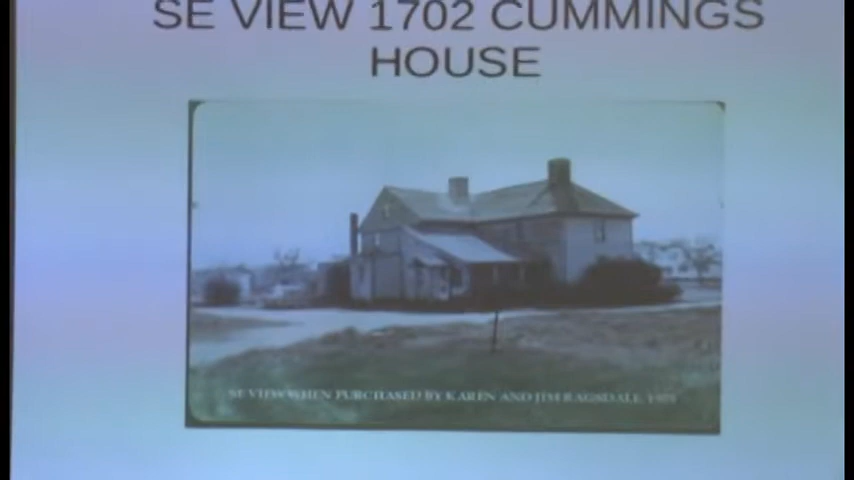 SE VIEW 1702 CUMMINGS
HOUSE
SE VIEW WHEN PURCHASED BY KAREN AND JIM RAGSDALE